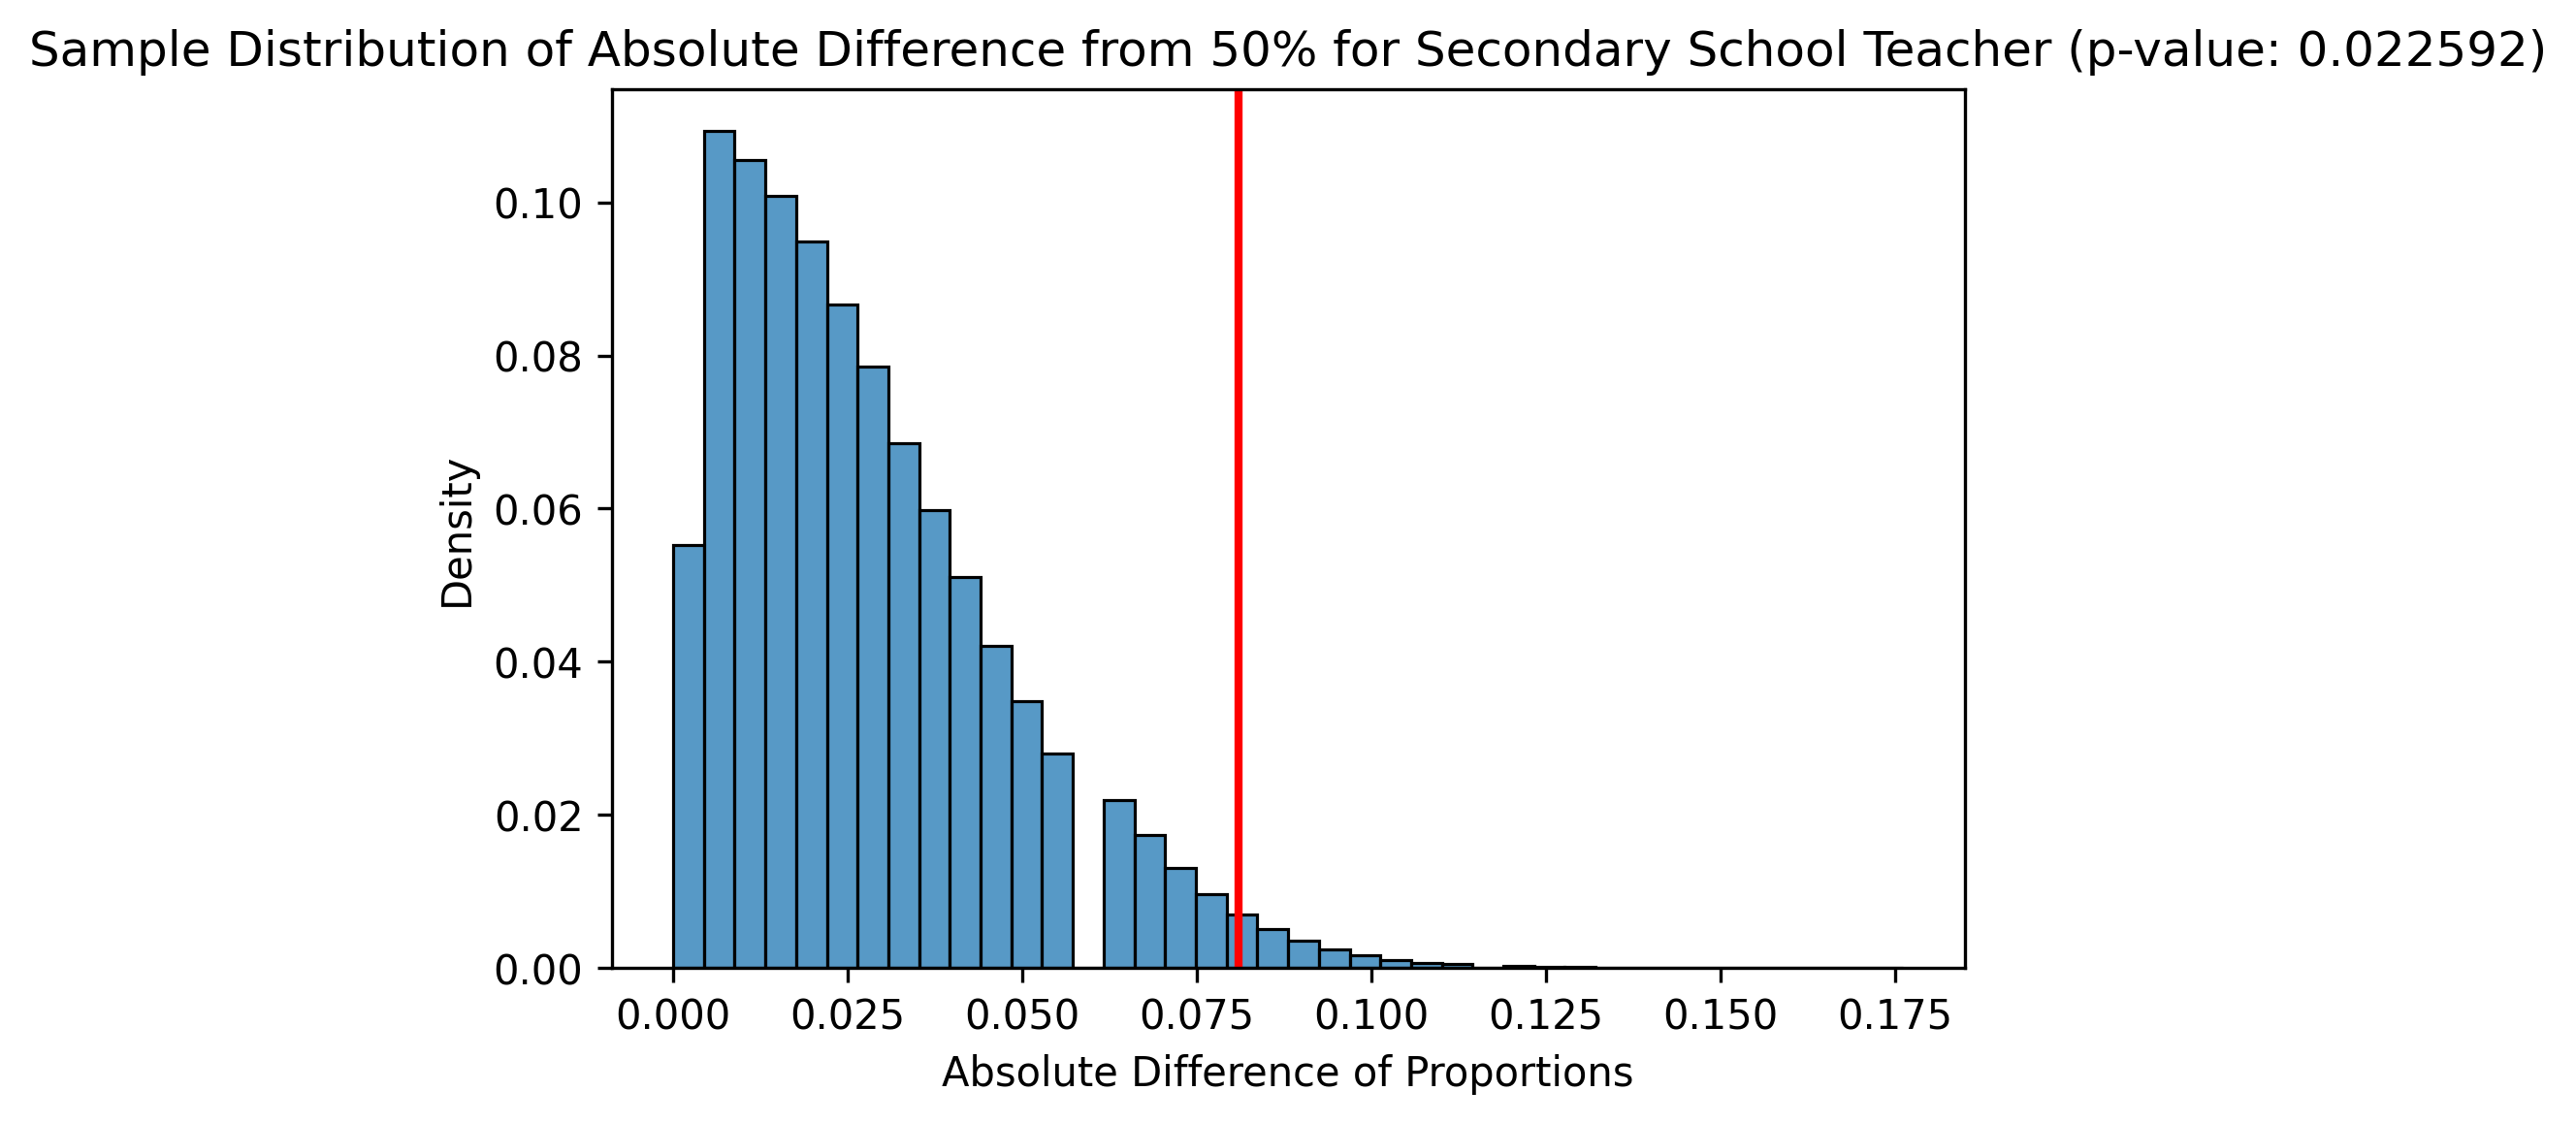 Sample Distribution of Absolute Difference from 50% for Secondary School Teacher (p-value: 0.022592)
Density
0.10
0.08
0.06
0.04
0.02
0.00
0.000 0.025 0.050 0.075 0.100 0.125 0.150 0.175
Absolute Difference of Proportions